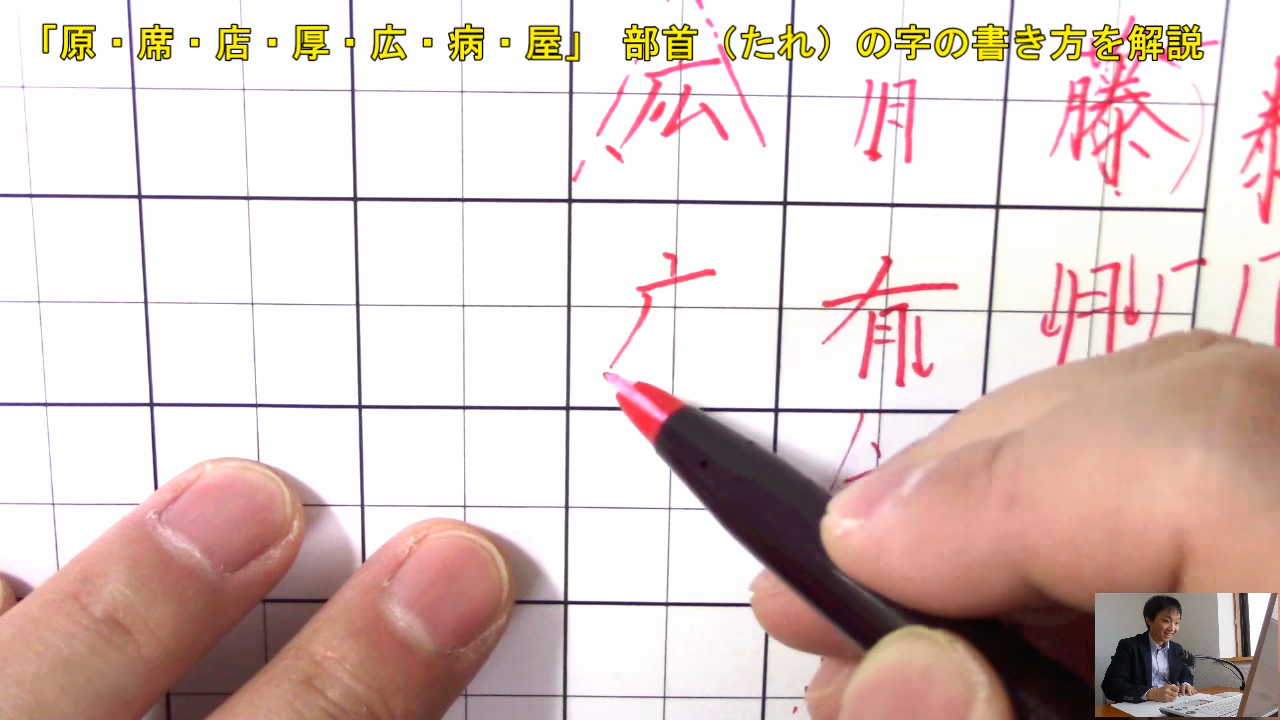 「原・席・店・厚・広・病・屋」 部首（たれ）の字の書き方を解説
広 月 藤
广 有 月